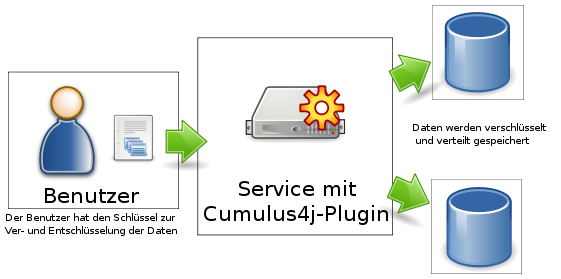 Benutzer
Der Benutzer hat den Schlüssel zur
Ver- und Entschlüsselung der Daten
Service mit
Cumulus4j-Plugin
Daten werden verschlüsselt
und verteilt gespeichert